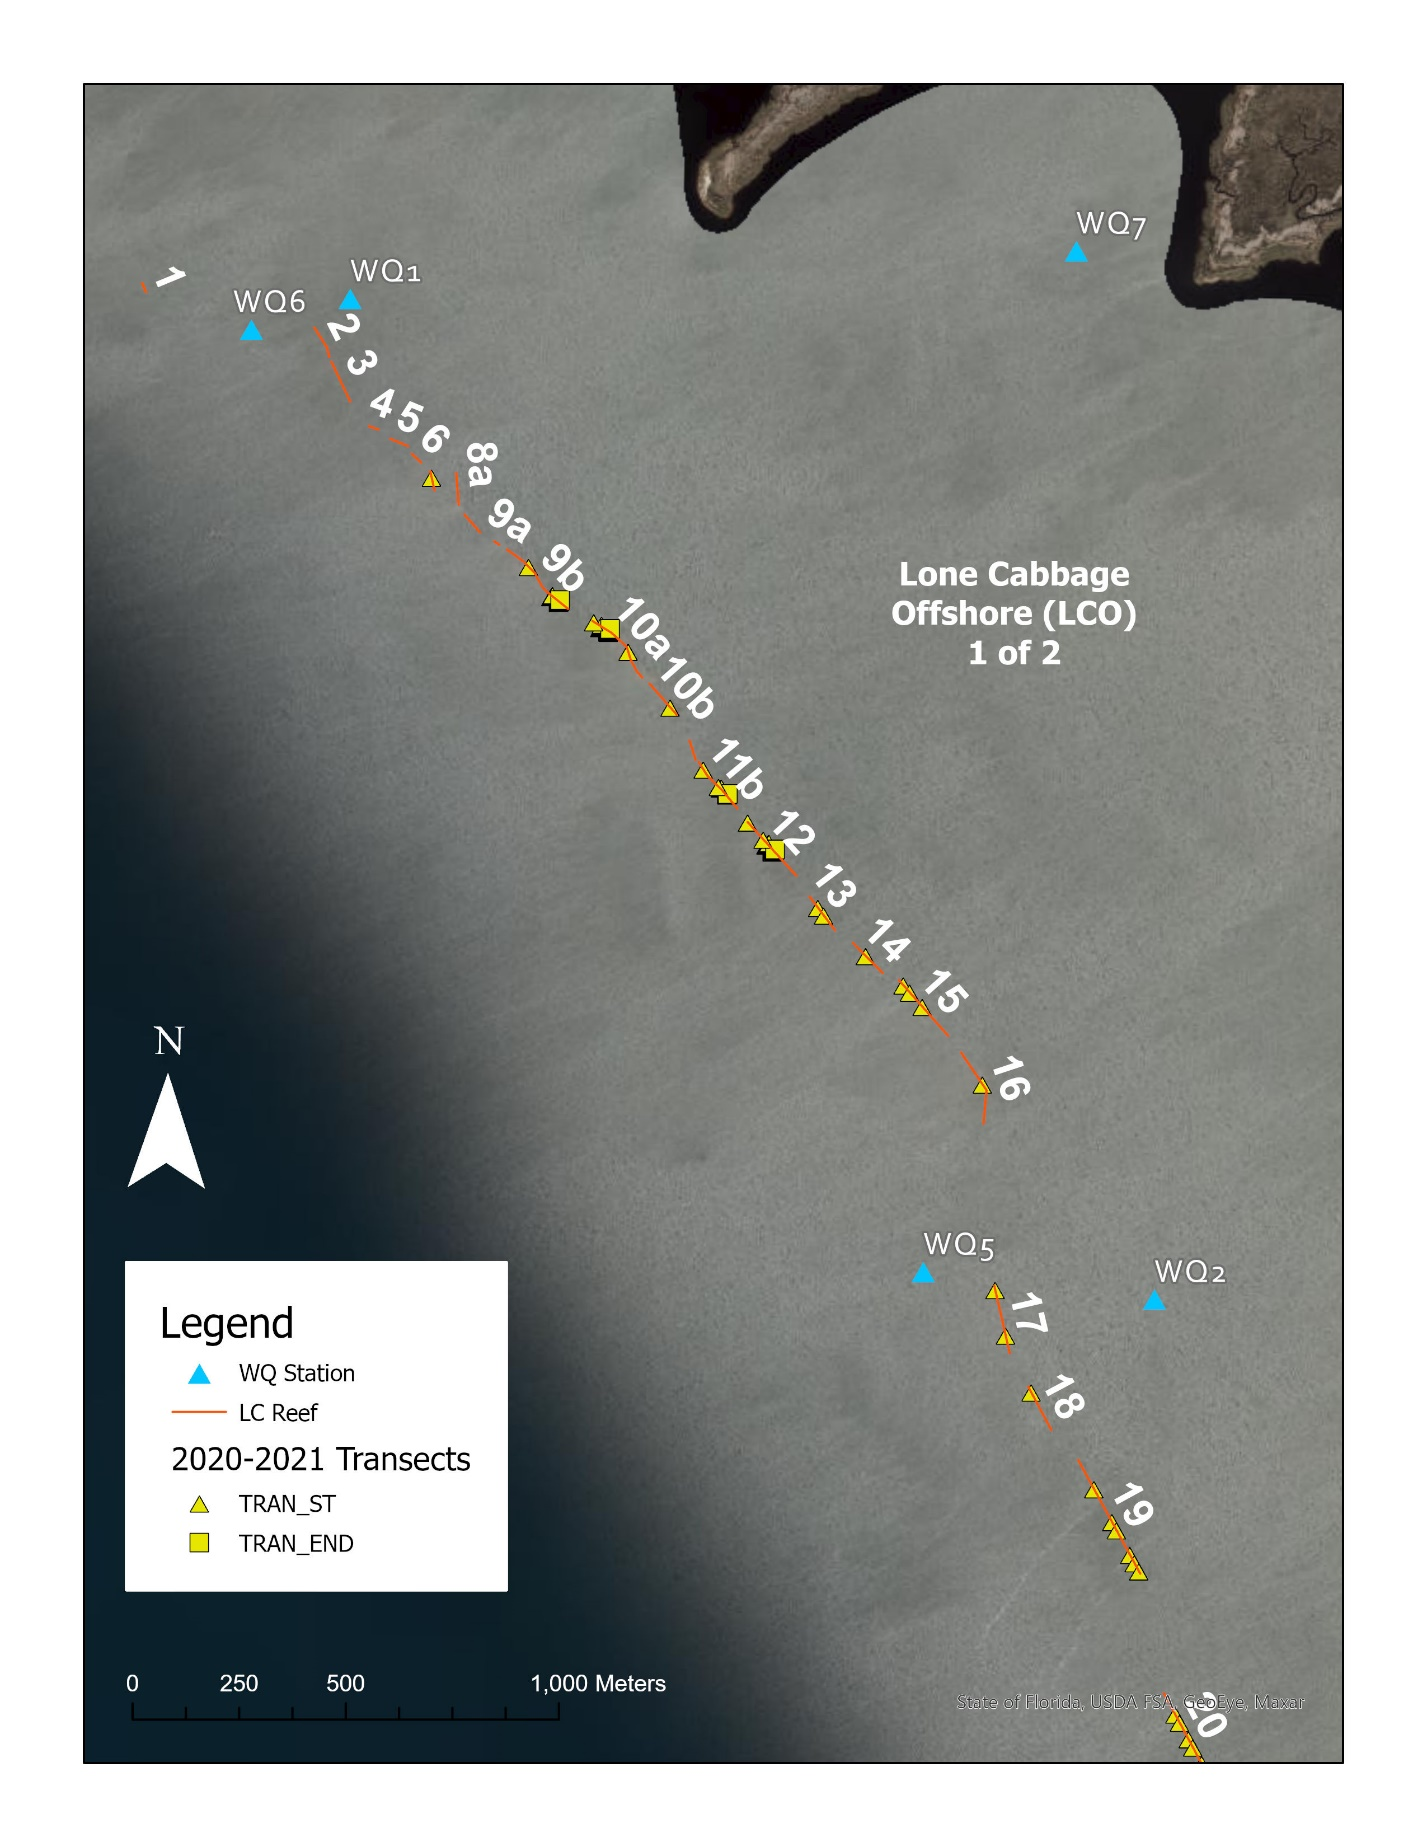 WQ7
1
WQ1
WQ6
2
3
4
5
6
8a
9a
9b
Lone Cabbage
Offshore (LCO)
1 of 2
10a
10b
11b
12
13
14
15
N
16
WQ5
WQ2
17
18
19
Legend
WQ Station
LC Reef
2020-2021 Transects
TRAN_ST
TRAN_END
0 250 500 1,000 Meters
State of Florida, USDA FSA, GeoEye, Maxar
20